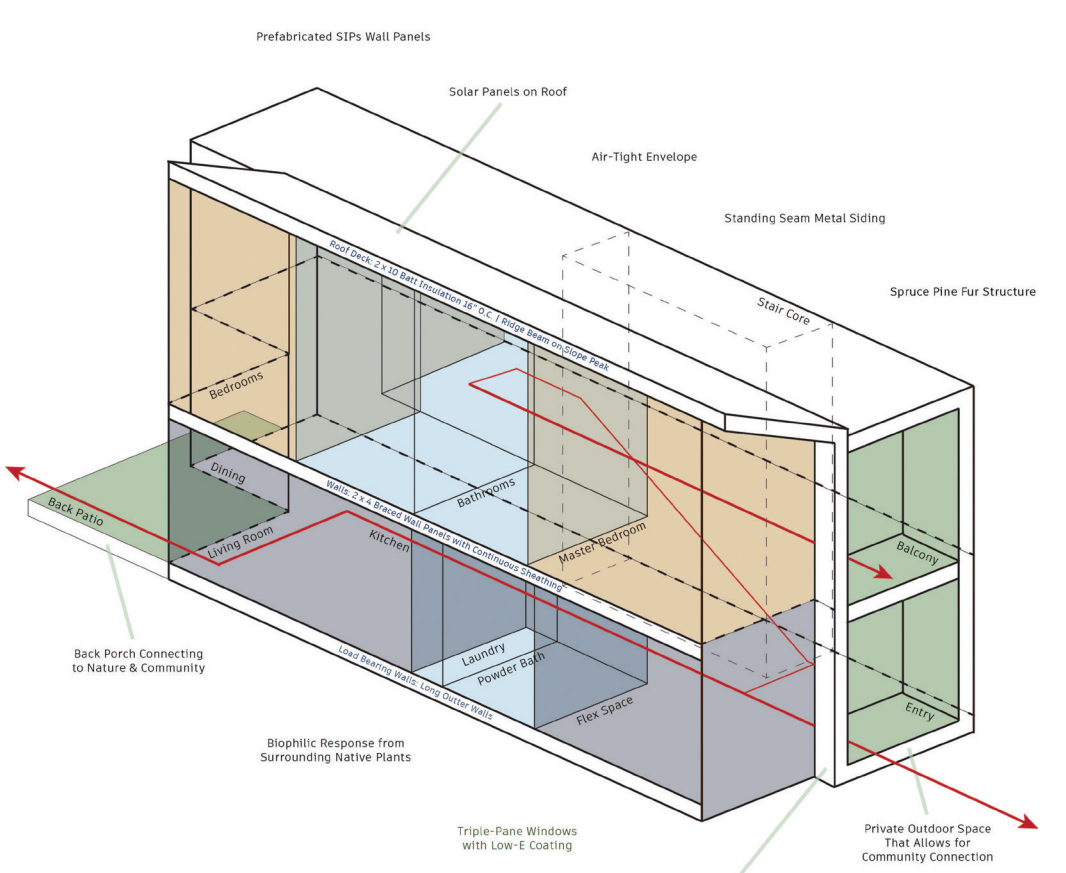 Prefabricated SIPs Wall Panels
Solar Panels on Roof
Air-Tight Envelope
Standing Seam Metal Siding
Spruce Pine Fur Structure
Stair Core
Roof Deck: 2 x 10 Batt Insulation 16" O.C. | Ridge Beam on Slope Peak
Bedrooms
Bathrooms
Master Bedroom
Balcony
Walls: 2 x 4 Braced Wall Panels with Continuous Sheathing
Dining
Back Patio
Living Room
Kitchen
Laundry
Powder Bath
Flex Space
Entry
Load Bearing Walls: Long Outter Walls
Back Porch Connecting
to Nature & Community
Biophilic Response from
Surrounding Native Plants
Triple-Pane Windows
with Low-E Coating
Private Outdoor Space
That Allows for
Community Connection